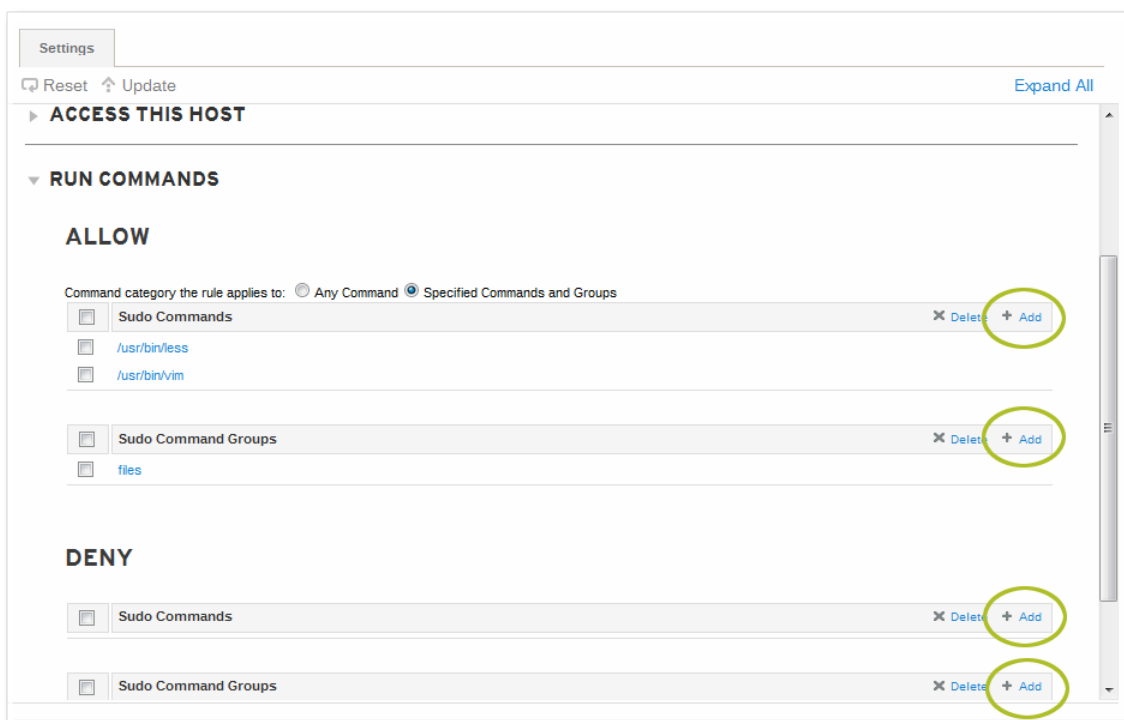 Settings
Reset Update Expand All
ACCESS THIS HOST
RUN COMMANDS
ALLOW
Command category the rule applies to: Any Command Specified Commands and Groups
Sudo Commands Delete + Add
/usr/bin/less
/usr/bin/vim
Sudo Command Groups Delete + Add
files
DENY
Sudo Commands Delete + Add
Sudo Command Groups Delete + Add